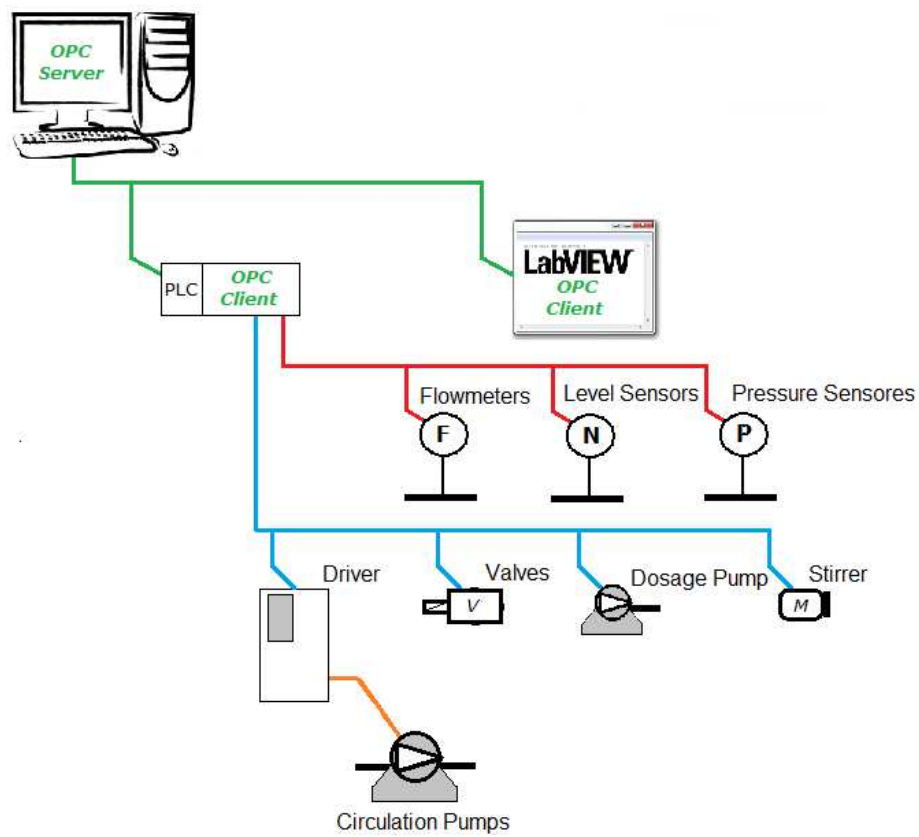 OPC
Server
PLC
OPC
Client
LabVIEW
OPC
Client
Flowmeters
Level Sensors
Pressure Sensores
F
N
P
Driver
Valves
Dosage Pump
Stirrer
V
M
Circulation Pumps